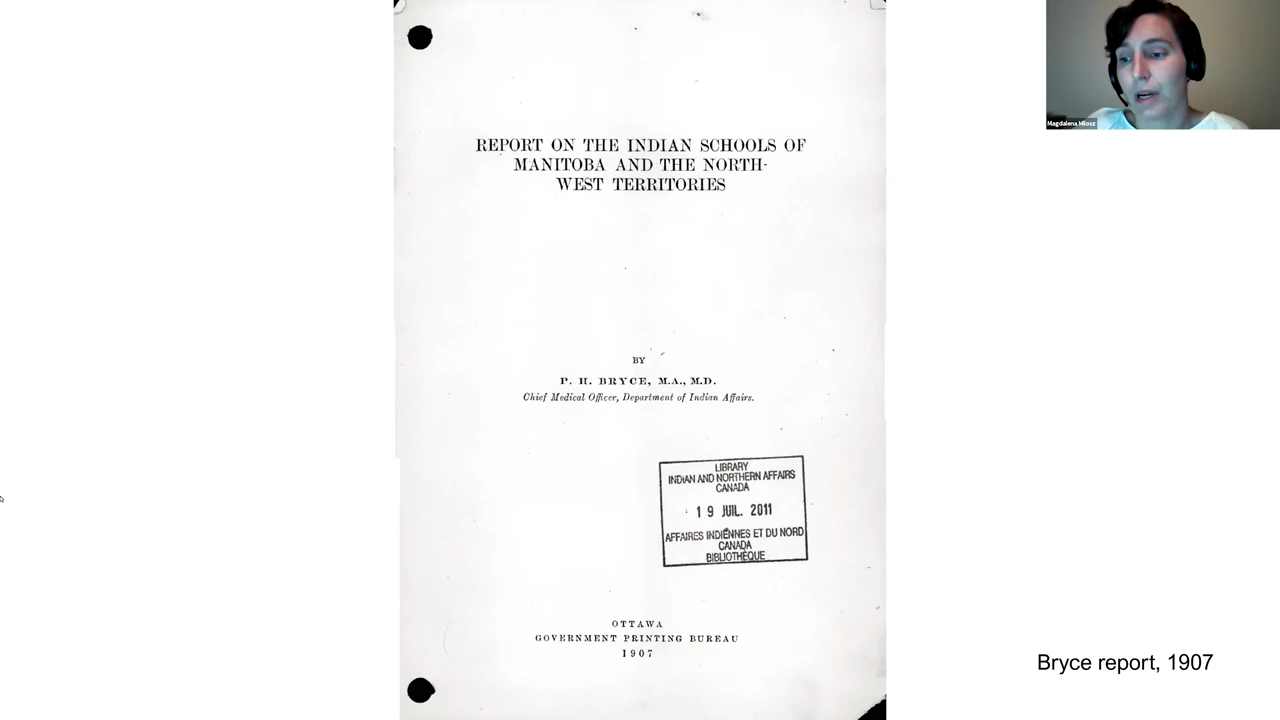 Magdalena Milosz
REPORT ON THE INDIAN SCHOOLS OF
MANITOBA AND THE NORTH-
WEST TERRITORIES
BY
P. H. BRYCE, M.A., M.D.
Chief Medical Officer, Department of Indian Affairs.
LIBRARY
INDIAN AND NORTHERN AFFAIRS
CANADA
19 JUIL. 2011
AFFAIRES INDIENNES ET DU NORD
CANADA
BIBLIOTHÈQUE
OTTAWA
GOVERNMENT PRINTING BUREAU
1907
Bryce report, 1907